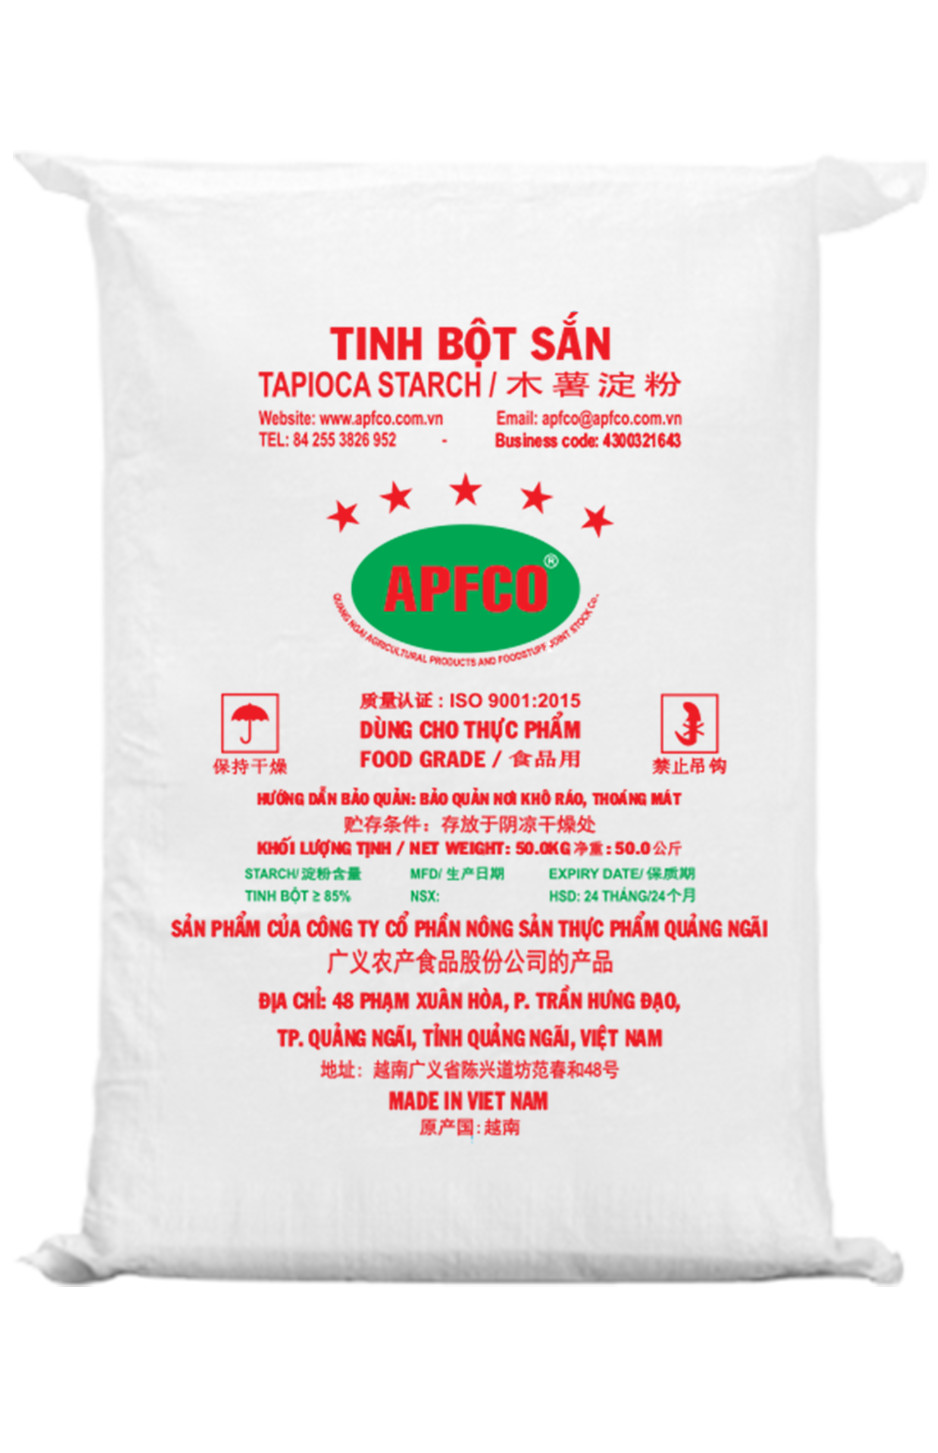 TINH BỘT SẮN
TAPIOCA STARCH / 木薯淀粉
Website: www.apfco.com.vn Email: apfco@apfco.com.vn
TEL: 84 255 3826 952 - Business code: 4300321643
APFCO®
QUANG NGAI AGRICULTURAL PRODUCTS AND FOODSTUFF JOINT STOCK Co.,
质量认证 : ISO 9001:2015
DÙNG CHO THỰC PHẨM
FOOD GRADE / 食品用
保持干燥
禁止吊钩
HƯỚNG DẪN BẢO QUẢN: BẢO QUẢN NƠI KHÔ RÁO, THOÁNG MÁT
贮存条件：存放于阴凉干燥处
KHỐI LƯỢNG TỊNH / NET WEIGHT: 50.0KG 净重 : 50.0 公斤
STARCH/ 淀粉含量 MFD/ 生产日期 EXPIRY DATE/ 保质期
TINH BỘT ≥ 85% NSX: HSD: 24 THÁNG/24个月
SẢN PHẨM CỦA CÔNG TY CỔ PHẦN NÔNG SẢN THỰC PHẨM QUẢNG NGÃI
广义农产食品股份公司的产品
ĐỊA CHỈ: 48 PHẠM XUÂN HÒA, P. TRẦN HƯNG ĐẠO,
TP. QUẢNG NGÃI, TỈNH QUẢNG NGÃI, VIỆT NAM
地址：越南广义省陈兴道坊范春和48号
MADE IN VIET NAM
原产国 : 越南